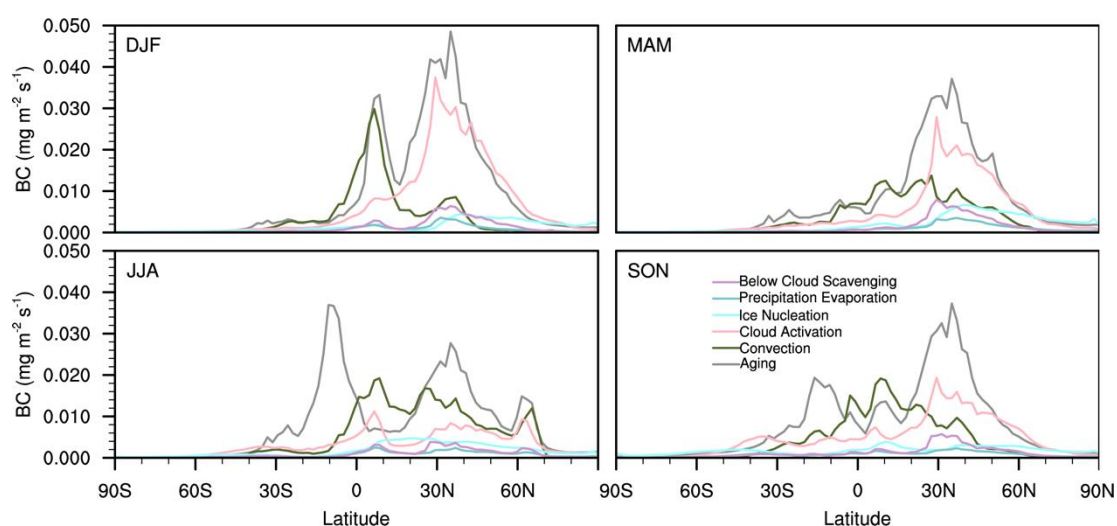 DJF
MAM
BC (mg m⁻² s⁻¹)
0.050
0.040
0.030
0.020
0.010
0.000
JJA
SON
BC (mg m⁻² s⁻¹)
0.050
0.040
0.030
0.020
0.010
0.000
Below Cloud Scavenging
Precipitation Evaporation
Ice Nucleation
Cloud Activation
Convection
Aging
90S 60S 30S 0 30N 60N 90S 60S 30S 0 30N 60N 90N
Latitude Latitude